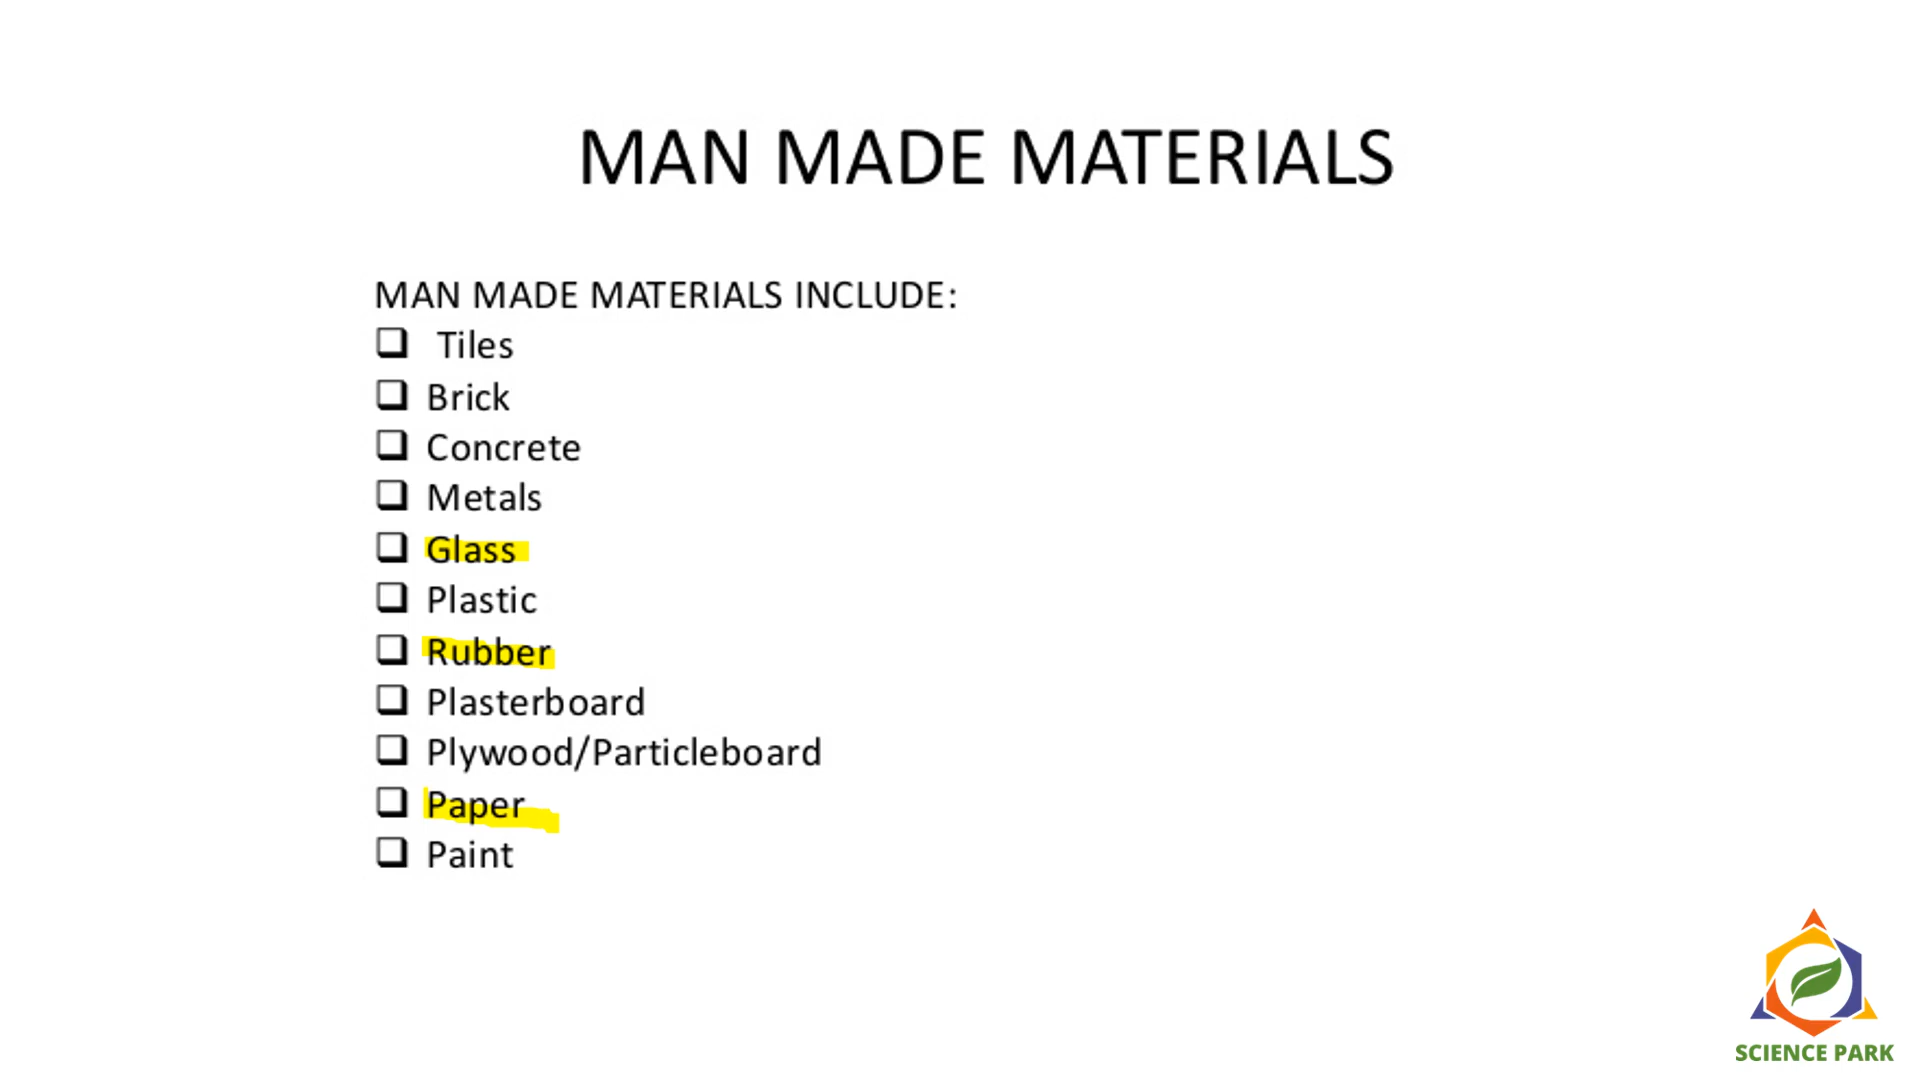 MAN MADE MATERIALS
MAN MADE MATERIALS INCLUDE:
Tiles
Brick
Concrete
Metals
Glass
Plastic
Rubber
Plasterboard
Plywood/Particleboard
Paper
Paint
SCIENCE PARK